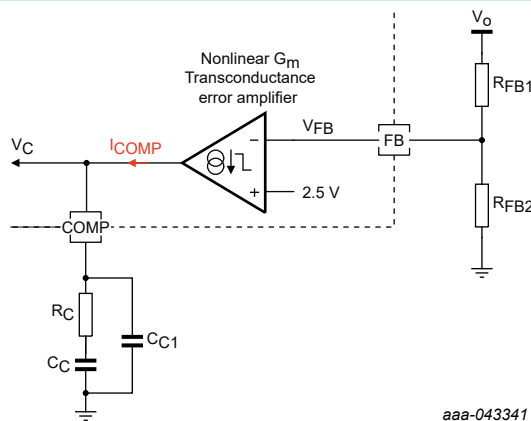 Vo
Nonlinear Gm
Transconductance
error amplifier
RFB1
VFB
FB
VC
ICOMP
−
+
2.5 V
COMP
RFB2
RC
CC1
CC
aaa-043341